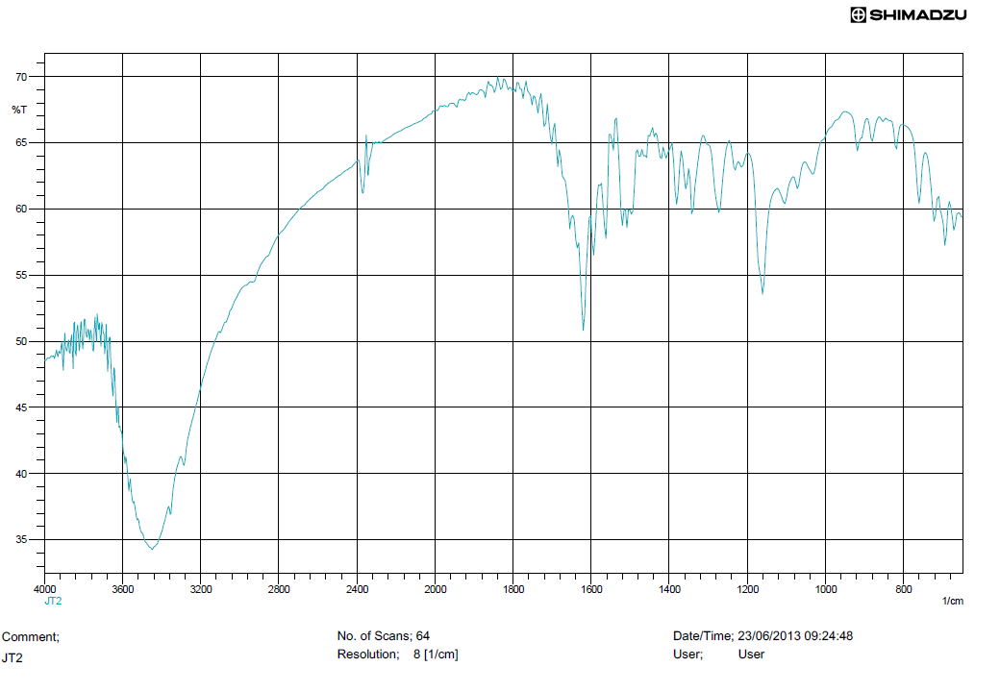 SHIMADZU
70
%T
65
60
55
50
45
40
35
4000 3600 3200 2800 2400 2000 1800 1600 1400 1200 1000 800
JT2 1/cm
Comment; No. of Scans; 64 Date/Time; 23/06/2013 09:24:48
JT2 Resolution; 8 [1/cm] User; User